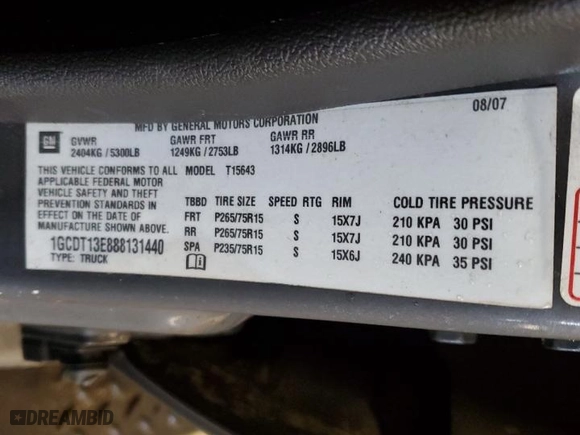 MFD BY GENERAL MOTORS CORPORATION 08/07
GM GVWR GAWR FRT GAWR RR
2404KG / 5300LB 1249KG / 2753LB 1314KG / 2896LB
THIS VEHICLE CONFORMS TO ALL MODEL T15643
APPLICABLE FEDERAL MOTOR
VEHICLE SAFETY AND THEFT
PREVENTION STANDARDS IN
EFFECT ON THE DATE OF
MANUFACTURE SHOWN ABOVE.
1GCDT13E888131440
TYPE: TRUCK
TBBD TIRE SIZE SPEED RTG RIM COLD TIRE PRESSURE
FRT P265/75R15 S 15X7J 210 KPA 30 PSI
RR P265/75R15 S 15X7J 210 KPA 30 PSI
SPA P235/75R15 S 15X6J 240 KPA 35 PSI
DREAMBID